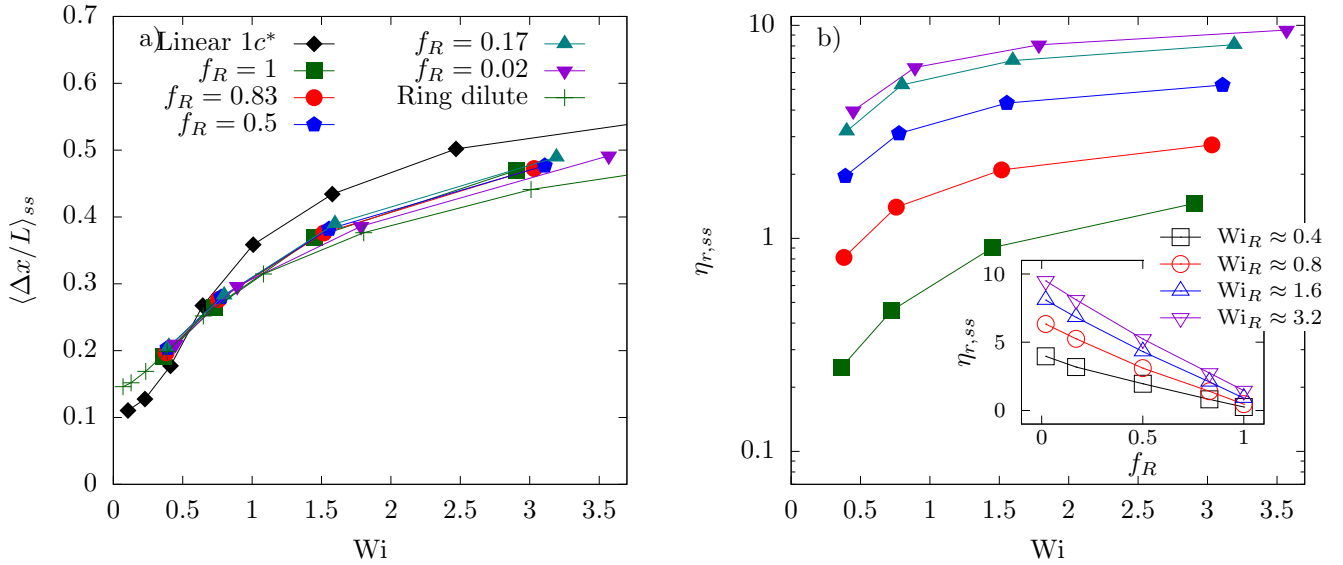 a)
Linear 1c*
f_R = 1
f_R = 0.83
f_R = 0.5
f_R = 0.17
f_R = 0.02
Ring dilute
0.7
0.6
0.5
0.4
0.3
0.2
0.1
0
⟨Δx/L⟩_ss
0 0.5 1 1.5 2 2.5 3 3.5
Wi
b)
10
1
0.1
η_r,ss
0 0.5 1 1.5 2 2.5 3 3.5
Wi
Wi_R ≈ 0.4
Wi_R ≈ 0.8
Wi_R ≈ 1.6
Wi_R ≈ 3.2
10
5
0
η_r,ss
0 0.5 1
f_R